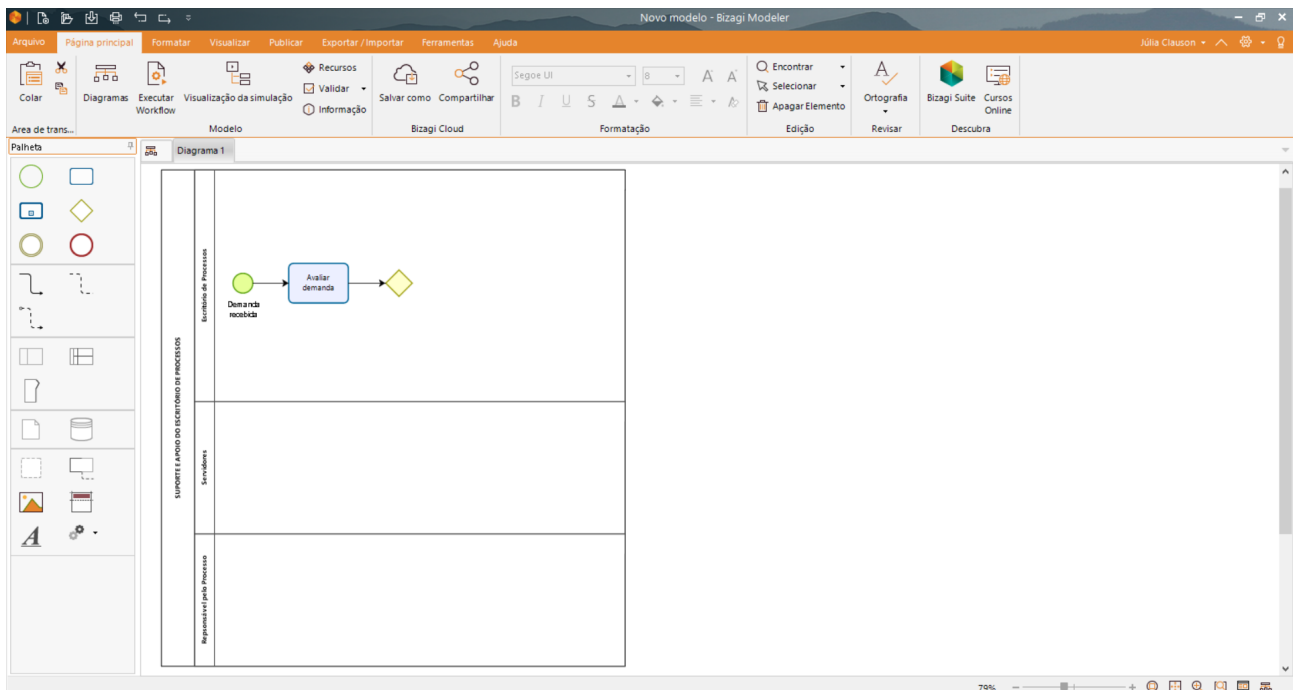 Novo modelo - Bizagi Modeler
Arquivo Página principal Formatar Visualizar Publicar Exportar / Importar Ferramentas Ajuda Júlia Clauson
Colar
Area de trans...
Diagramas
Executar
Workflow
Visualização da simulação
Recursos
Validar
Informação
Modelo
Salvar como Compartilhar
Bizagi Cloud
Segoe UI 8 A A
B I U S A
Formatação
Encontrar
Selecionar
Apagar Elemento
Edição
Ortografia
Revisar
Bizagi Suite
Cursos
Online
Descubra
Palheta
Diagrama 1
SUPORTE E APOIO DO ESCRITÓRIO DE PROCESSOS
Escritório de Processos
Demanda
recebida
Avaliar
demanda
Servidores
Repsonsável pelo Processo
A
79%